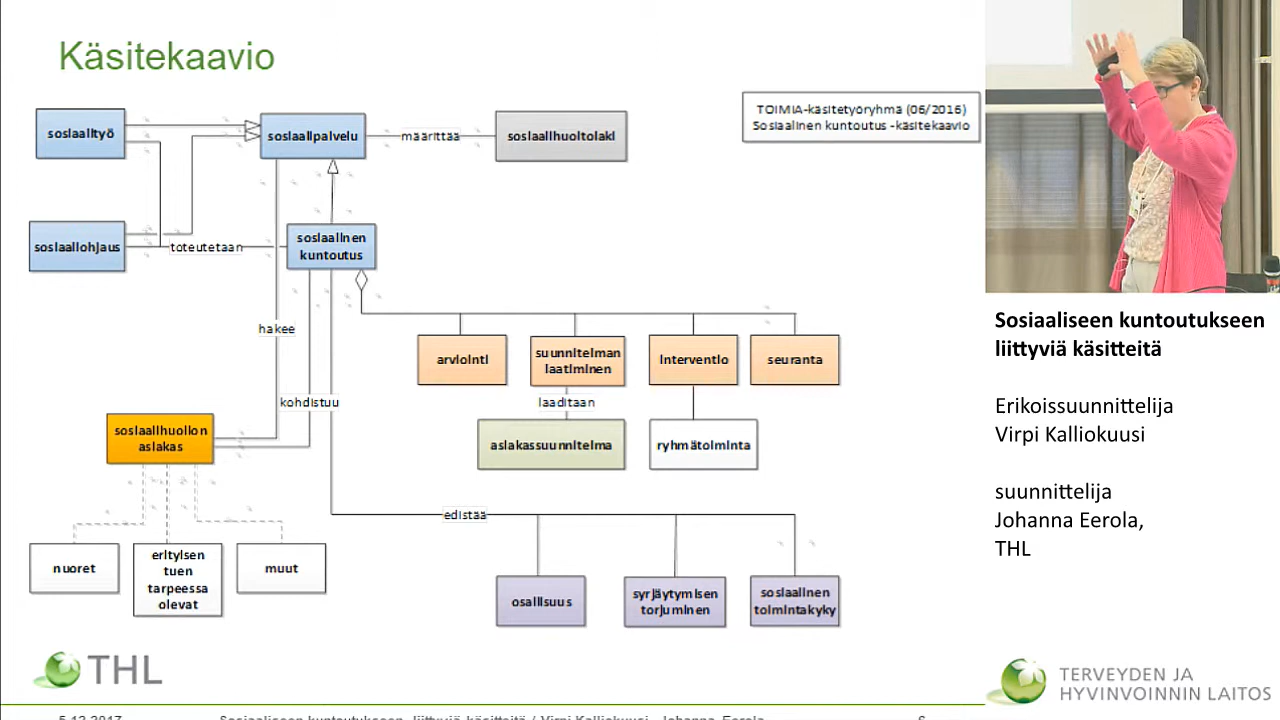 Käsitekaavio
TOIMIA-käsitetyöryhmä (06/2016)
Sosiaalinen kuntoutus -käsitekaavio
sosiaalityö
sosiaalipalvelu
määrittää
sosiaalihuoltolaki
sosiaaliohjaus
toteutetaan
sosiaalinen
kuntoutus
hakee
arviointi
suunnitelman
laatiminen
interventio
seuranta
kohdistuu
laaditaan
sosiaalihuollon
asiakas
asiakassuunnitelma
ryhmätoiminta
edistää
nuoret
erityisen
tuen
tarpeessa
olevat
muut
osallisuus
syrjäytymisen
torjuminen
sosiaalinen
toimintakyky
THL
5.12.2017
Sosiaaliseen kuntoutukseen liittyviä käsitteitä / Virpi Kalliokuusi Johanna Eerola
6
Sosiaaliseen kuntoutukseen
liittyviä käsitteitä
Erikoissuunnittelija
Virpi Kalliokuusi
suunnittelija
Johanna Eerola,
THL
TERVEYDEN JA
HYVINVOINNIN LAITOS